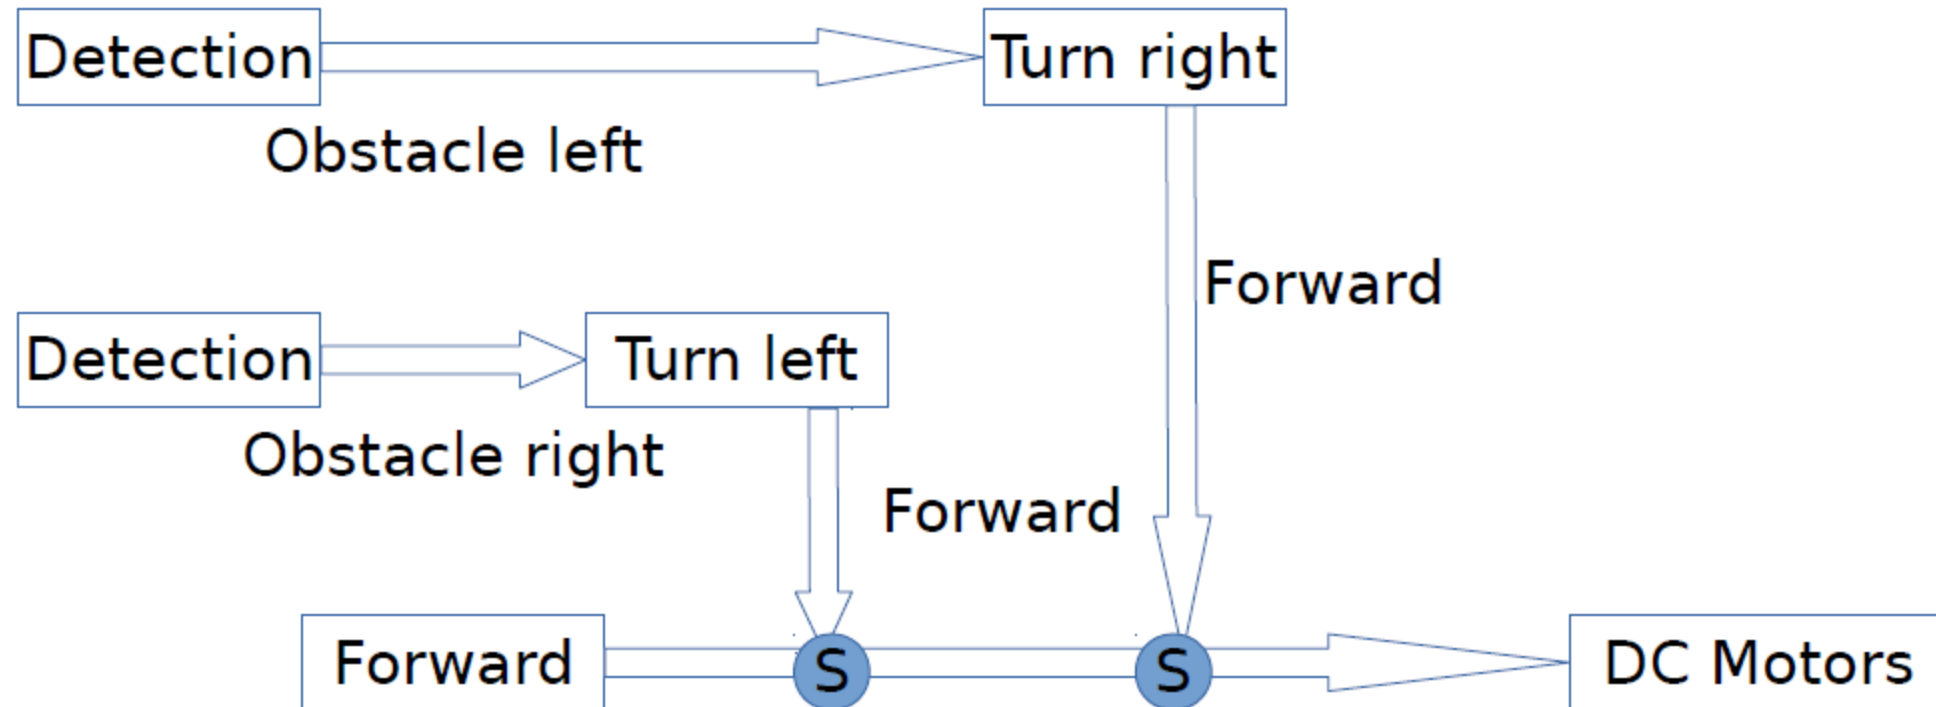 Detection
Turn right
Obstacle left
Forward
Detection
Turn left
Obstacle right
Forward
Forward
S
S
DC Motors